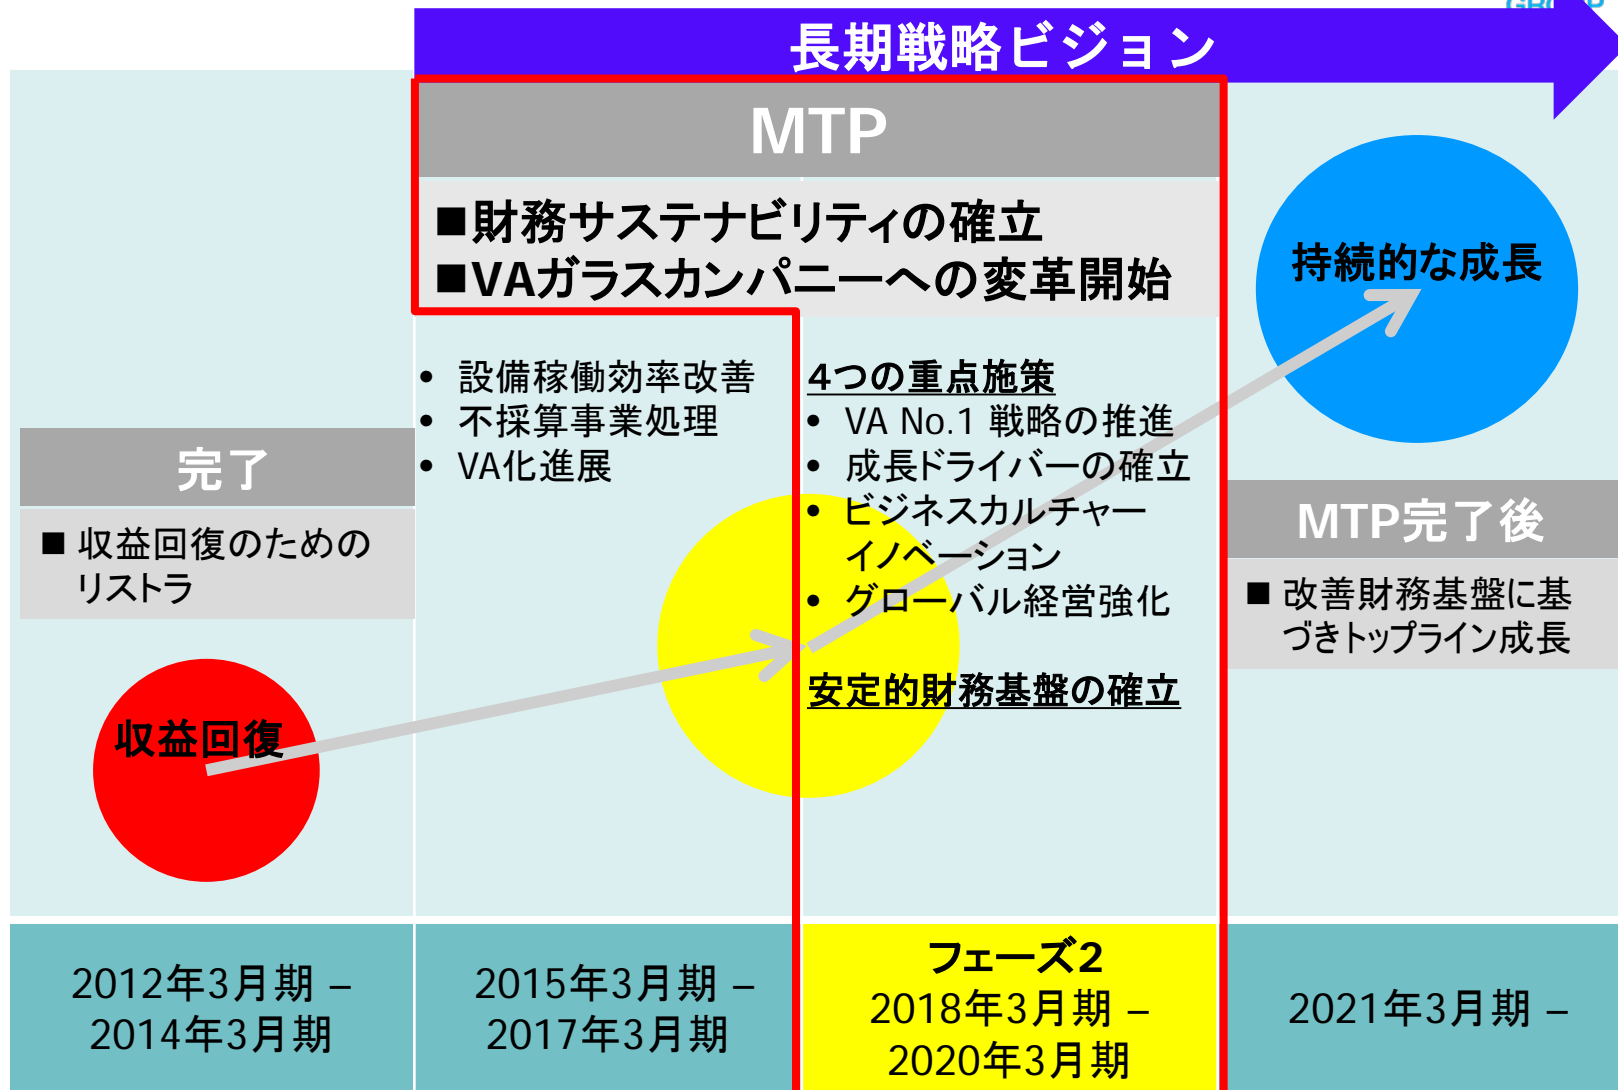 GROUP
長期戦略ビジョン
MTP
■財務サステナビリティの確立
■VAガラスカンパニーへの変革開始
完了
■ 収益回復のための
リストラ
収益回復
• 設備稼働効率改善
• 不採算事業処理
• VA化進展
4つの重点施策
• VA No.1 戦略の推進
• 成長ドライバーの確立
• ビジネスカルチャー
イノベーション
• グローバル経営強化
安定的財務基盤の確立
持続的な成長
MTP完了後
■ 改善財務基盤に基
づきトップライン成長
2012年3月期 –
2014年3月期
2015年3月期 –
2017年3月期
フェーズ2
2018年3月期 –
2020年3月期
2021年3月期 –